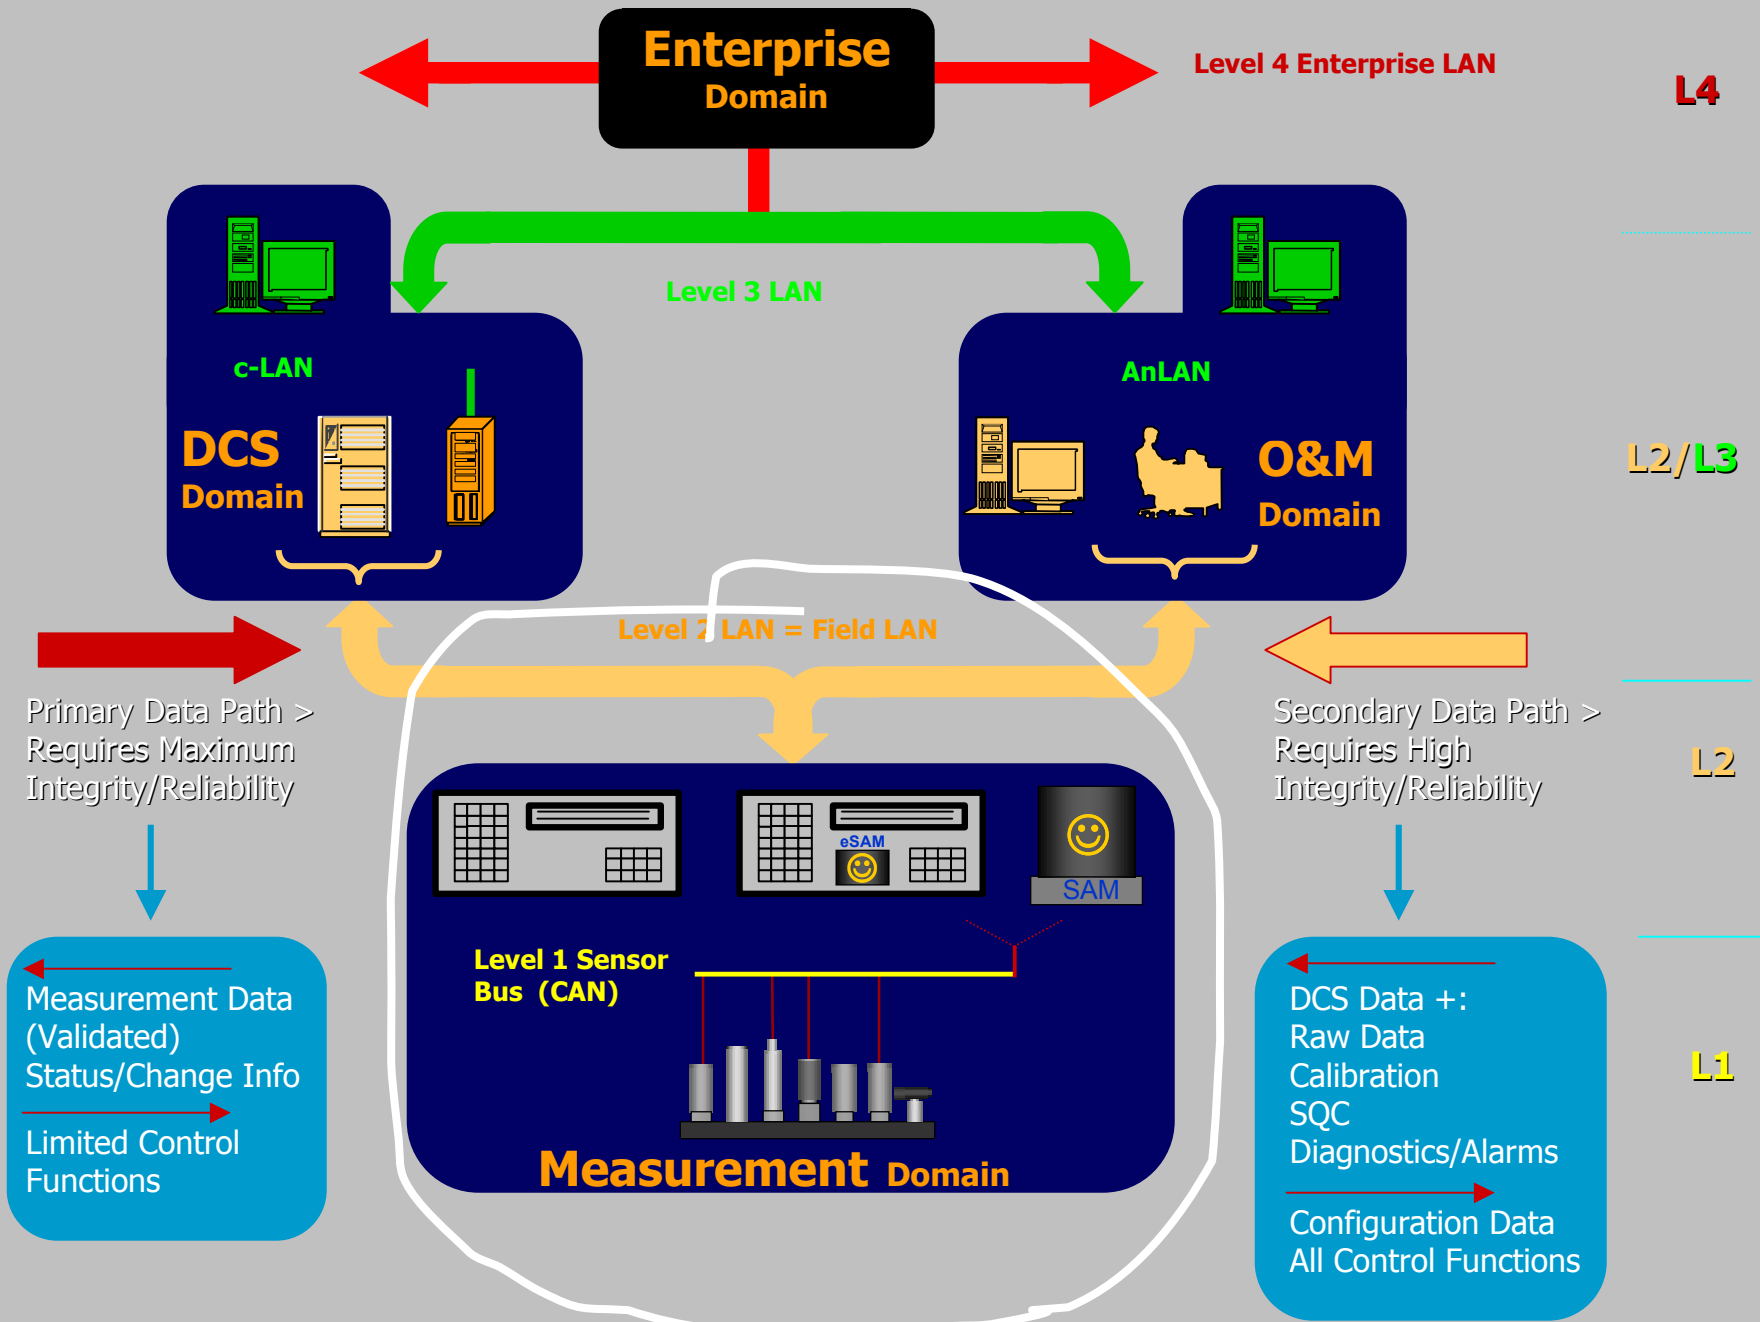 Enterprise
Domain
Level 4 Enterprise LAN
L4
Level 3 LAN
c-LAN
DCS
Domain
AnLAN
O&M
Domain
L2/L3
Level 2 LAN = Field LAN
Primary Data Path >
Requires Maximum
Integrity/Reliability
Secondary Data Path >
Requires High
Integrity/Reliability
L2
eSAM
SAM
Level 1 Sensor
Bus (CAN)
Measurement Domain
Measurement Data
(Validated)
Status/Change Info
Limited Control
Functions
DCS Data +:
Raw Data
Calibration
SQC
Diagnostics/Alarms
Configuration Data
All Control Functions
L1